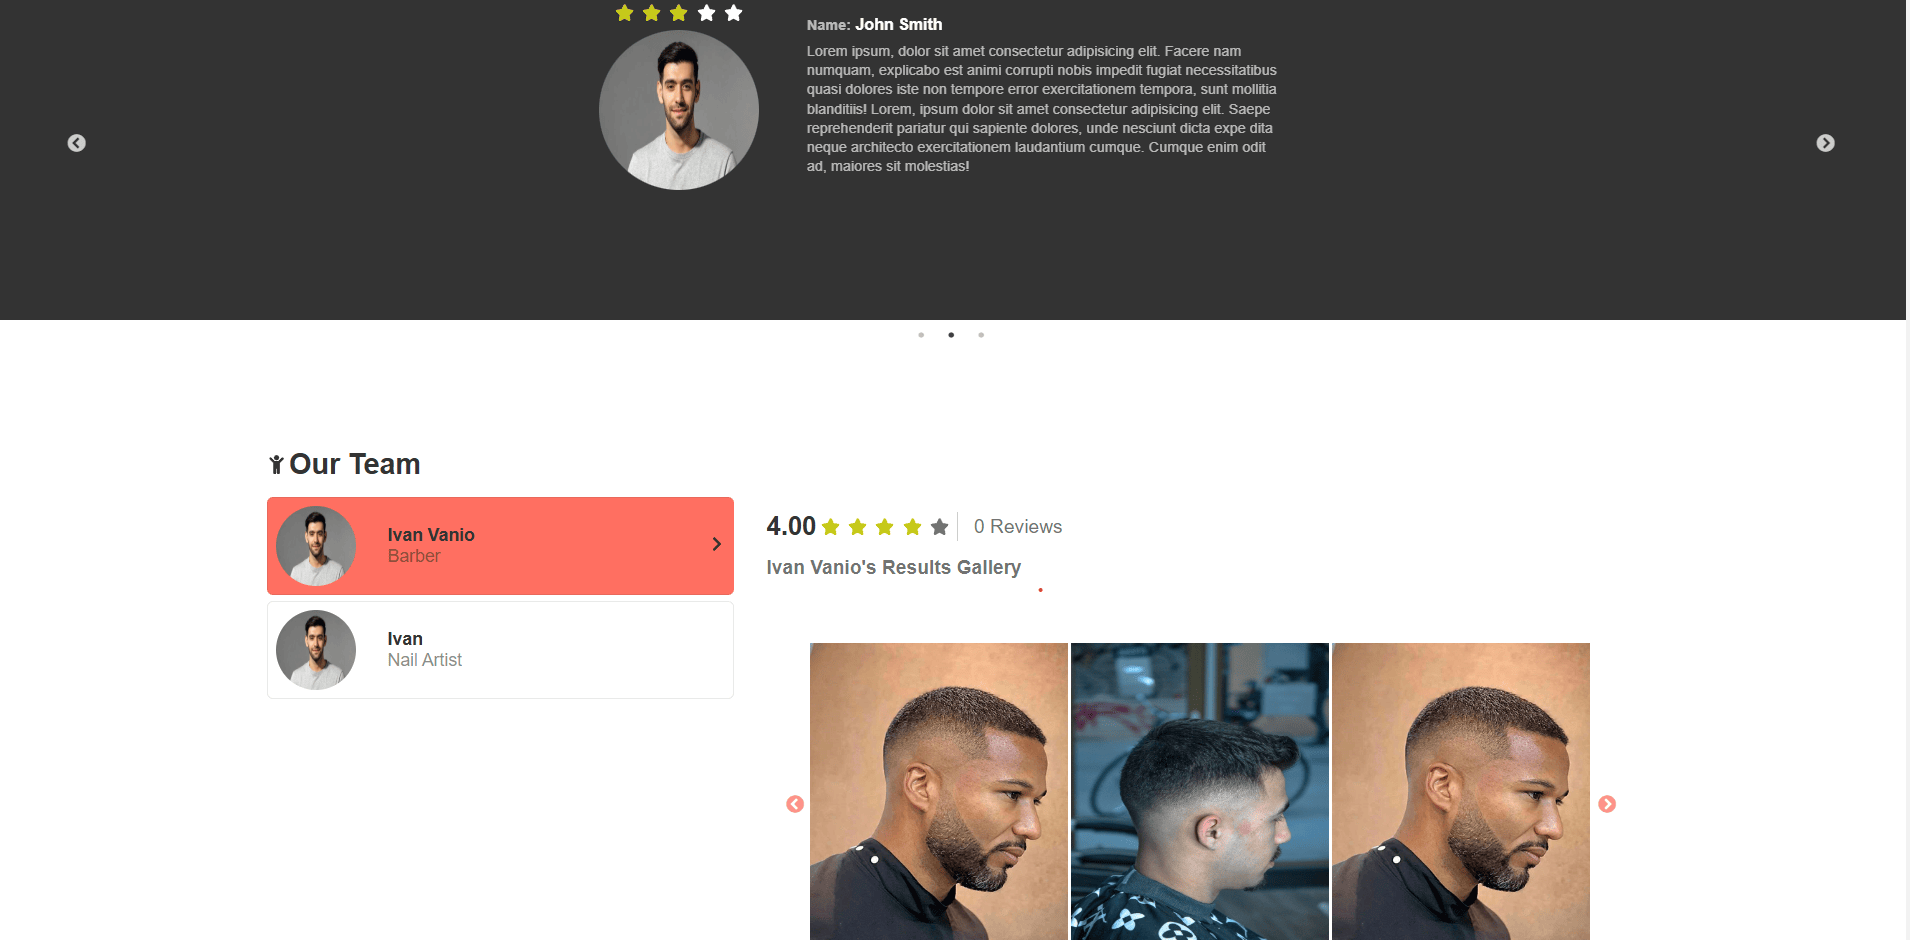 Name: John Smith
Lorem ipsum, dolor sit amet consectetur adipisicing elit. Facere nam
numquam, explicabo est animi corrupti nobis impedit fugiat necessitatibus
quasi dolores iste non tempore error exercitationem tempora, sunt mollitia
blanditiis! Lorem, ipsum dolor sit amet consectetur adipisicing elit. Saepe
reprehenderit pariatur qui sapiente dolores, unde nesciunt dicta expe dita
neque architecto exercitationem laudantium cumque. Cumque enim odit
ad, maiores sit molestias!
Our Team
Ivan Vanio
Barber
Ivan
Nail Artist
4.00
0 Reviews
Ivan Vanio's Results Gallery